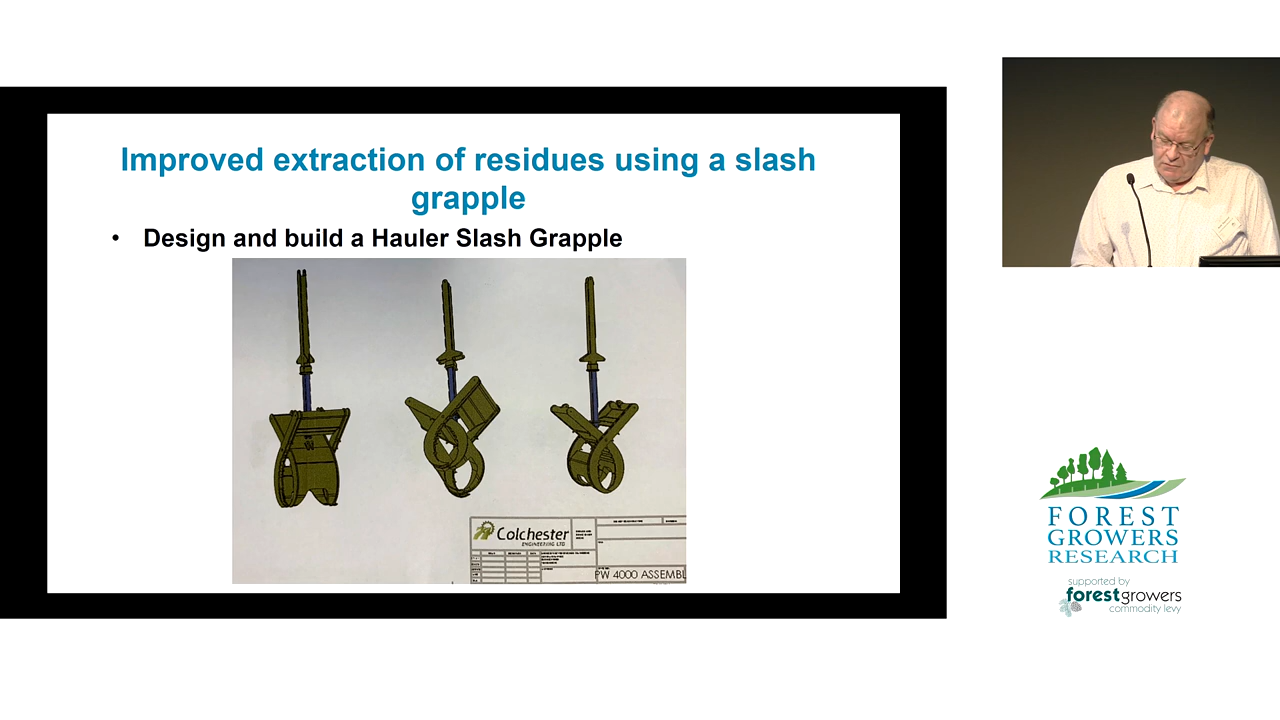 Improved extraction of residues using a slash
grapple
• Design and build a Hauler Slash Grapple
Colchester
ENGINEERING LTD
PW 4000 ASSEMBL
FOREST
GROWERS
RESEARCH
supported by
forestgrowers
commodity levy